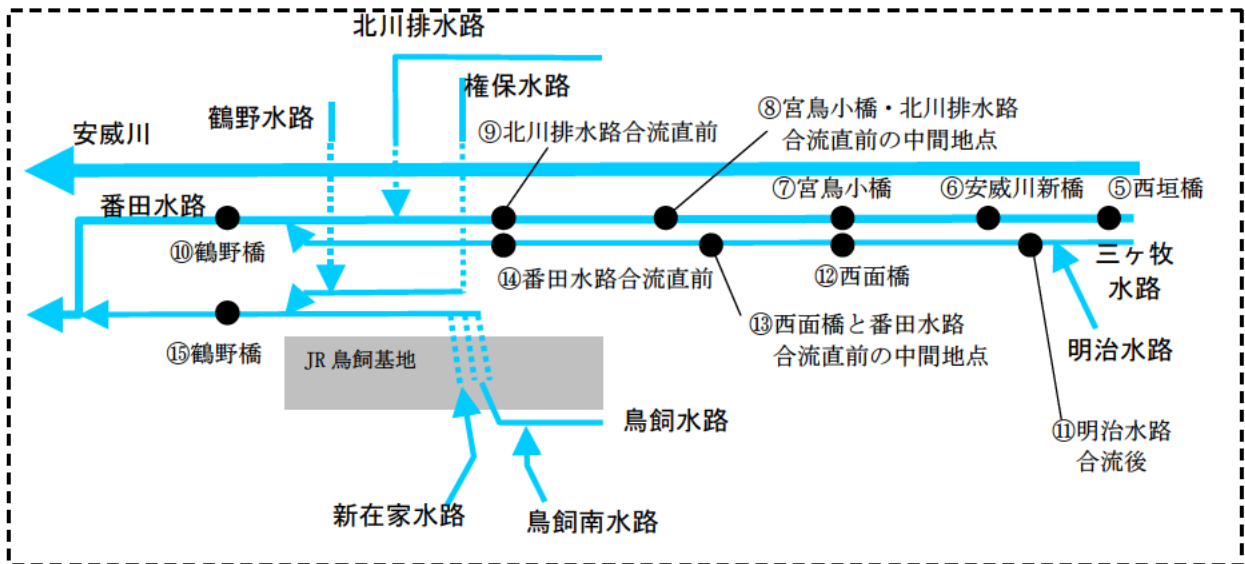 北川排水路
権保水路
鶴野水路
⑧宮鳥小橋・北川排水路
合流直前の中間地点
⑨北川排水路合流直前
安威川
⑦宮鳥小橋
⑥安威川新橋
⑤西垣橋
番田水路
⑩鶴野橋
⑭番田水路合流直前
⑫西面橋
三ヶ牧
水路
⑬西面橋と番田水路
合流直前の中間地点
⑮鶴野橋
JR 鳥飼基地
明治水路
鳥飼水路
⑪明治水路
合流後
新在家水路
鳥飼南水路